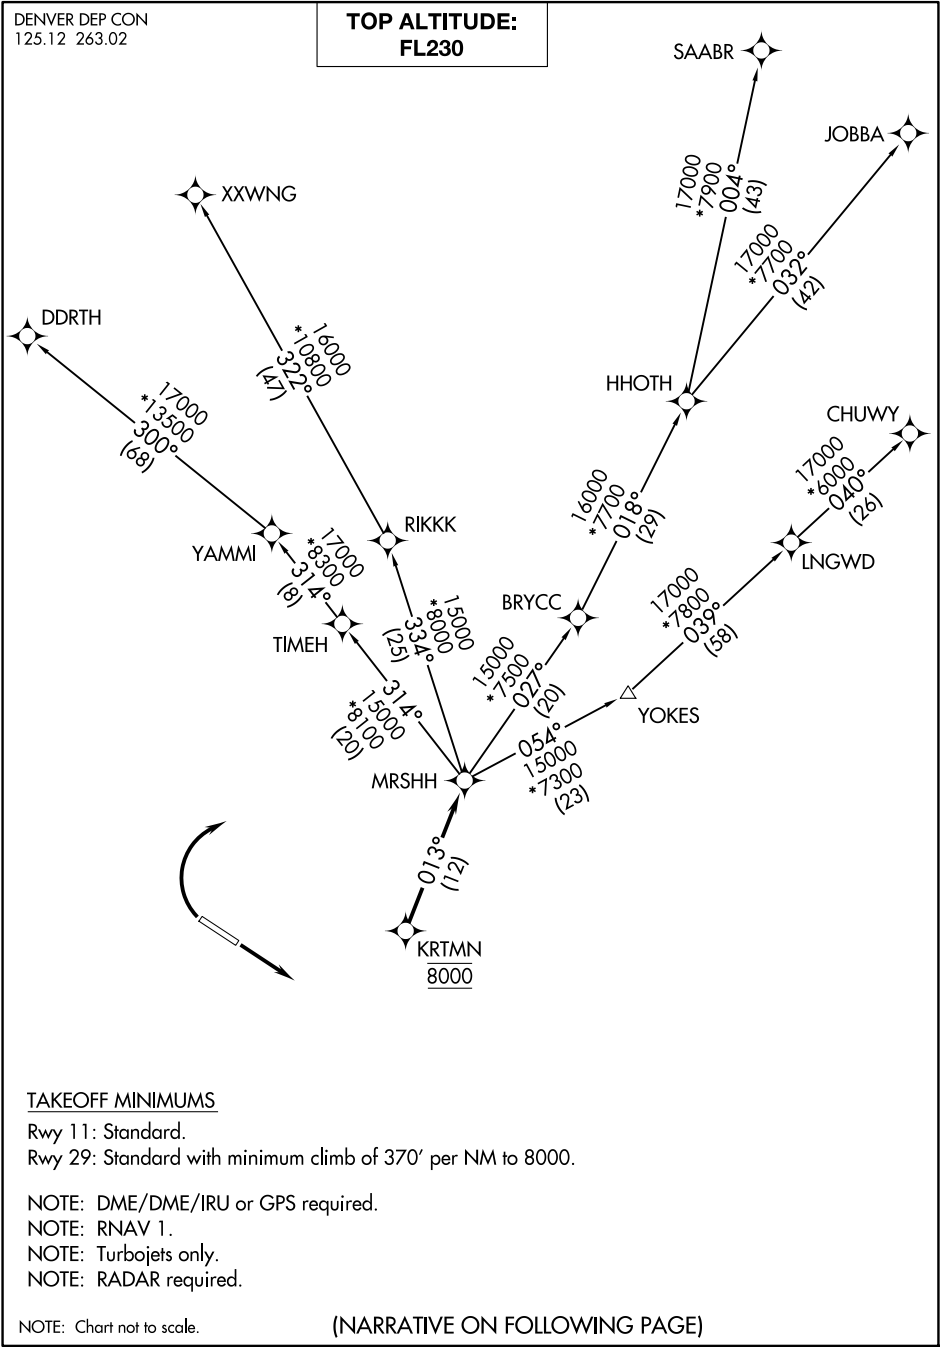 DENVER DEP CON
125.12 263.02
TOP ALTITUDE:
FL230
SAABR
JOBBA
17000
*7900
004°
(43)
XXWNG
17000
*7700
032°
(42)
DDRTH
16000
*10800
322°
(47)
HHOTH
17000
*13500
300°
(68)
CHUWY
17000
*6000
040°
(26)
16000
*7700
018°
(29)
RIKKK
YAMMI
17000
*8300
314°
(8)
LNGWD
BRYCC
17000
*7800
039°
(58)
TIMEH
15000
*8000
334°
(25)
15000
*7500
027°
(20)
314°
15000
*8100
(20)
YOKES
054°
15000
*7300
(23)
MRSHH
013°
(12)
KRTMN
8000
TAKEOFF MINIMUMS
Rwy 11: Standard.
Rwy 29: Standard with minimum climb of 370' per NM to 8000.
NOTE: DME/DME/IRU or GPS required.
NOTE: RNAV 1.
NOTE: Turbojets only.
NOTE: RADAR required.
NOTE: Chart not to scale.
(NARRATIVE ON FOLLOWING PAGE)